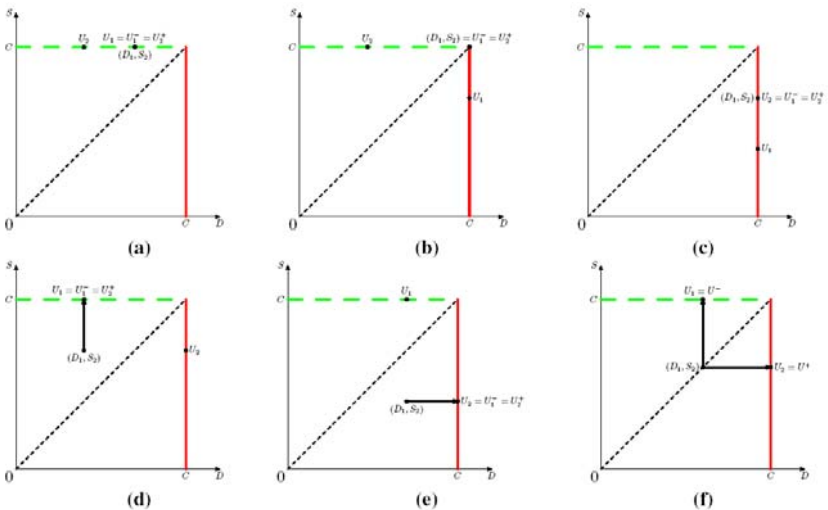 S
C
U₂
U₁ = U₁⁻ = U₂⁺
(D₁, S₂)
0
C
D
(a)
S
C
U₂
(D₁, S₂) = U₁⁻ = U₂⁺
U₁
0
C
D
(b)
S
C
(D₁, S₂)
U₂ = U₁⁻ = U₂⁺
U₁
0
C
D
(c)
S
C
U₁ = U₁⁻ = U₂⁺
(D₁, S₂)
U₂
0
C
D
(d)
S
C
U₁
(D₁, S₂)
U₂ = U₁⁻ = U₂⁺
0
C
D
(e)
S
C
U₁ = U⁻
(D₁, S₂)
U₂ = U⁺
0
C
D
(f)